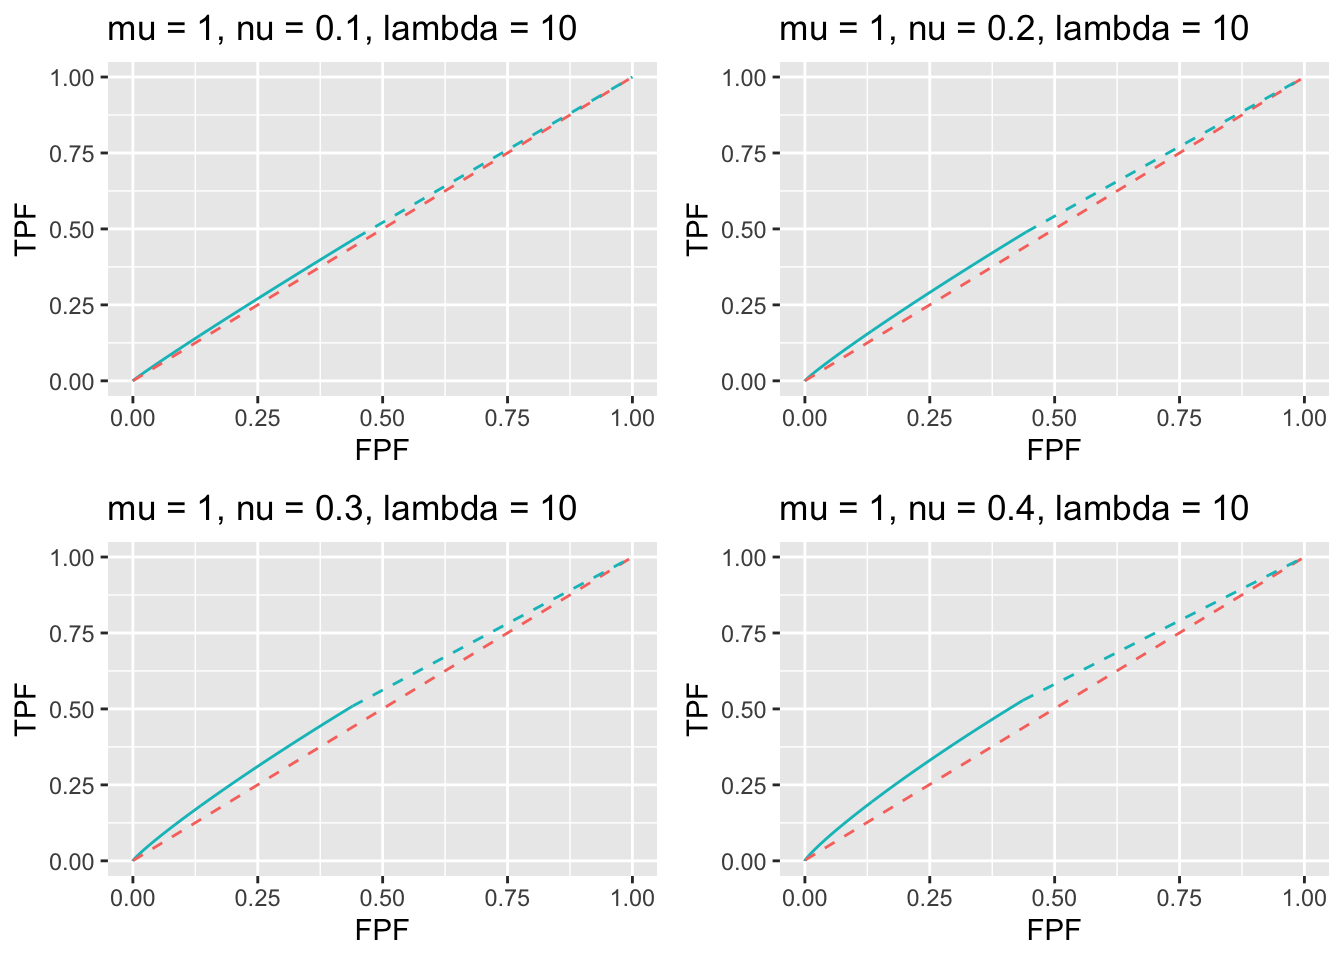 mu = 1, nu = 0.1, lambda = 10
1.00
0.75
0.50
0.25
0.00
TPF
0.00 0.25 0.50 0.75 1.00
FPF
mu = 1, nu = 0.2, lambda = 10
1.00
0.75
0.50
0.25
0.00
TPF
0.00 0.25 0.50 0.75 1.00
FPF
mu = 1, nu = 0.3, lambda = 10
1.00
0.75
0.50
0.25
0.00
TPF
0.00 0.25 0.50 0.75 1.00
FPF
mu = 1, nu = 0.4, lambda = 10
1.00
0.75
0.50
0.25
0.00
TPF
0.00 0.25 0.50 0.75 1.00
FPF